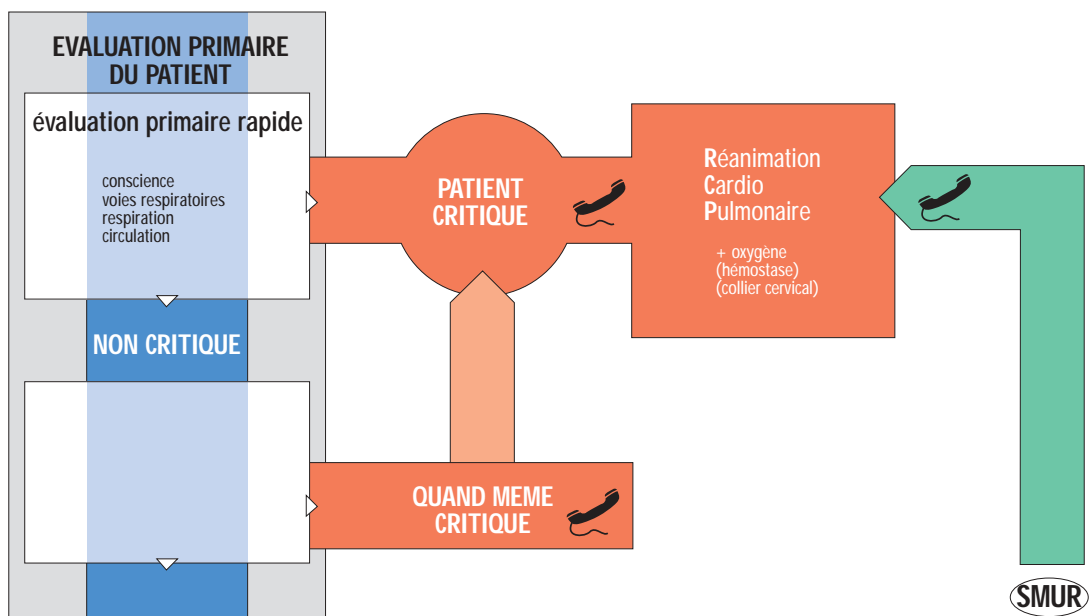 EVALUATION PRIMAIRE
DU PATIENT
évaluation primaire rapide
conscience
voies respiratoires
respiration
circulation
PATIENT
CRITIQUE
Réanimation
Cardio
Pulmonaire
+ oxygène
(hémostase)
(collier cervical)
NON CRITIQUE
QUAND MEME
CRITIQUE
SMUR